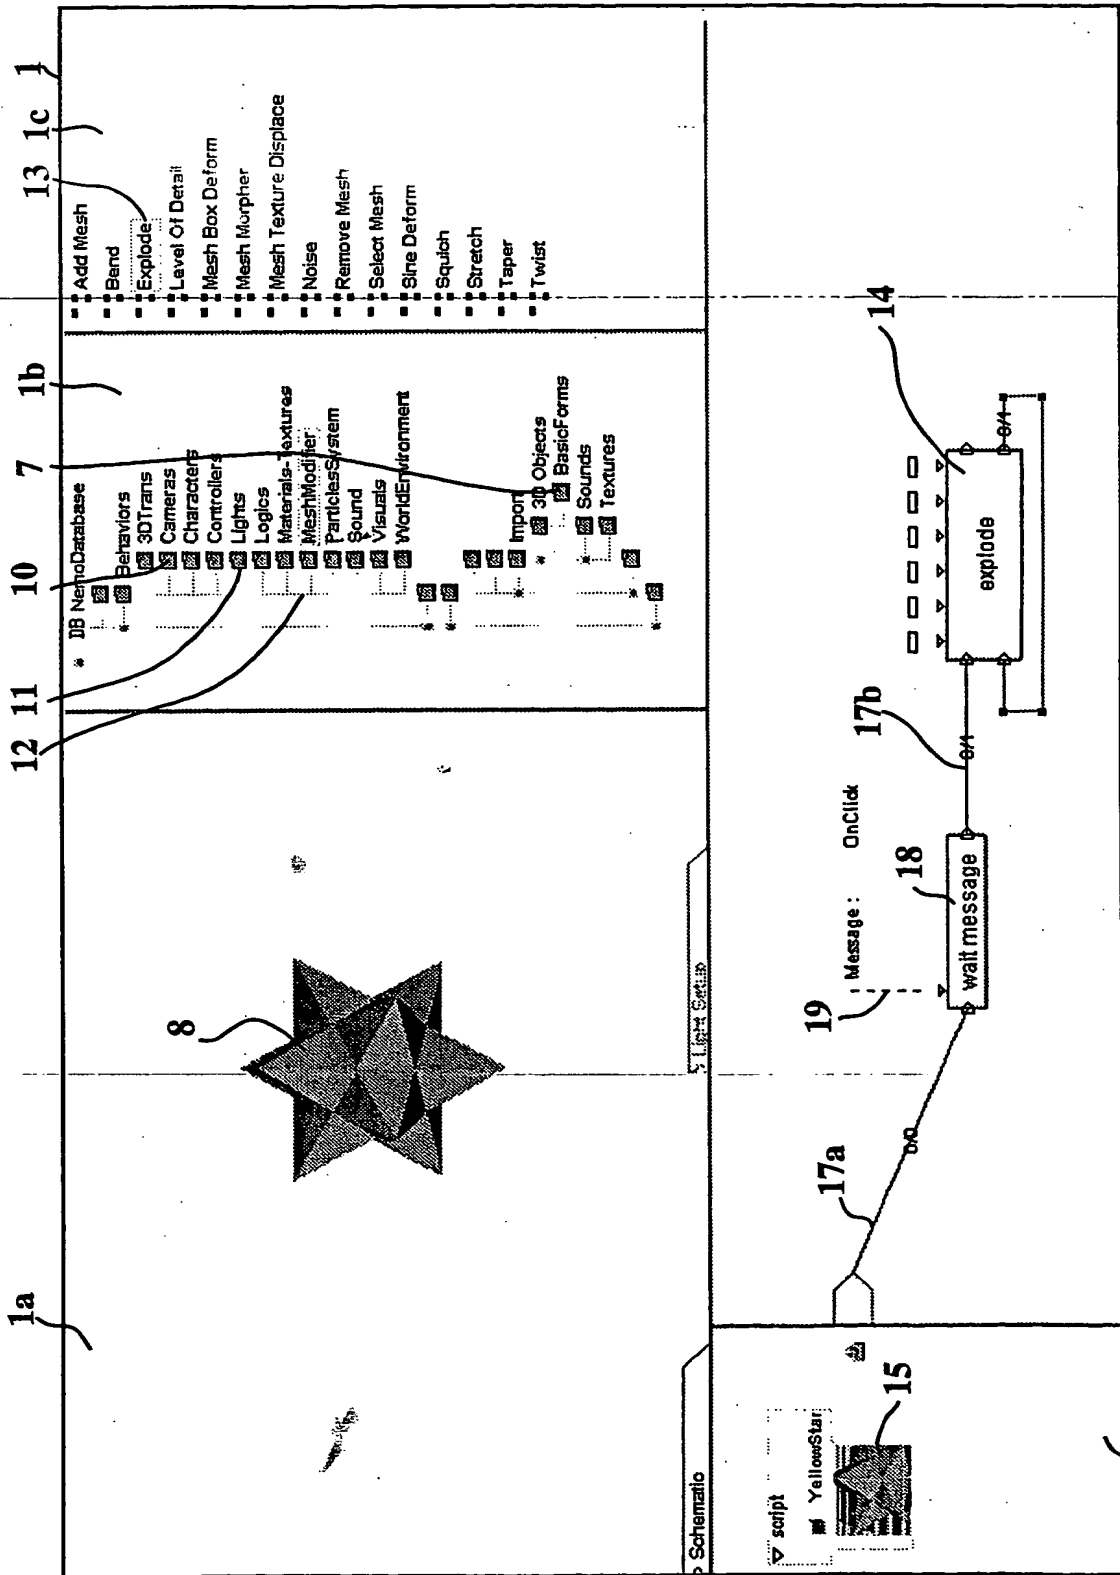 1a
8
12
11
10
7
1b
13
1c
1
DB NemoDatabase
Behaviors
3DTrans
Cameras
Characters
Controllers
Lights
Logics
Materials-Textures
MeshModifier
ParticlesSystem
Sound
Visuals
WorldEnvironment
Import
3D Objects
BasicForms
Sounds
Textures
Add Mesh
Bend
Explode
Level Of Detail
Mesh Box Deform
Mesh Morpher
Mesh Texture Displace
Noise
Remove Mesh
Select Mesh
Sine Deform
Squich
Stretch
Taper
Twist
Schematic
Light Setup
script
YellowStar
15
17a
0/0
19
Message: OnClick
wait message
18
17b
0/1
explode
14
0/1